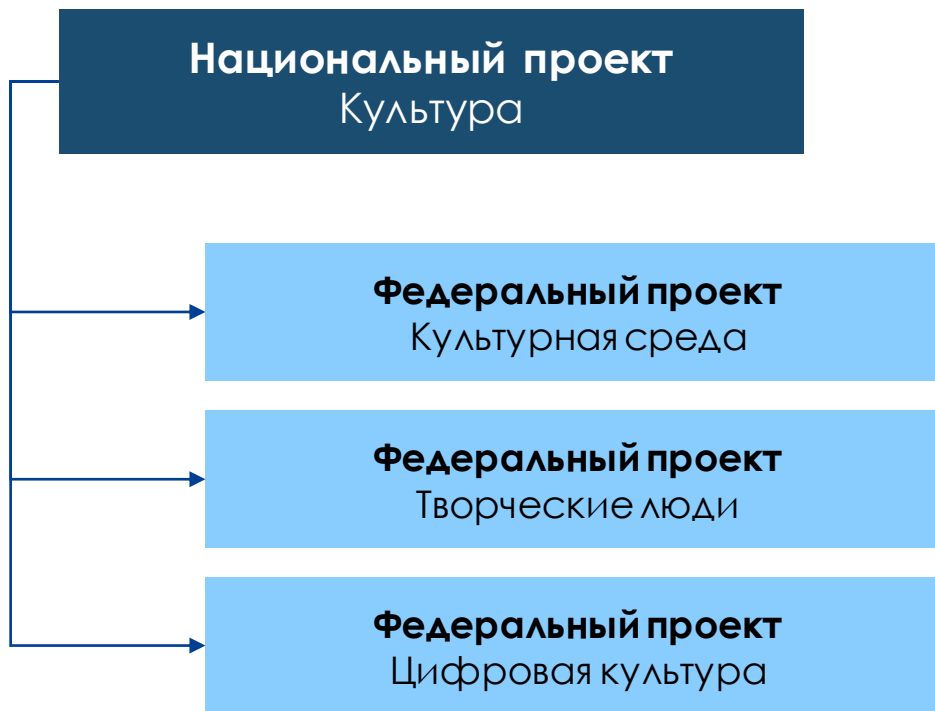 Национальный проект
Культура
Федеральный проект
Культурная среда
Федеральный проект
Творческие люди
Федеральный проект
Цифровая культура